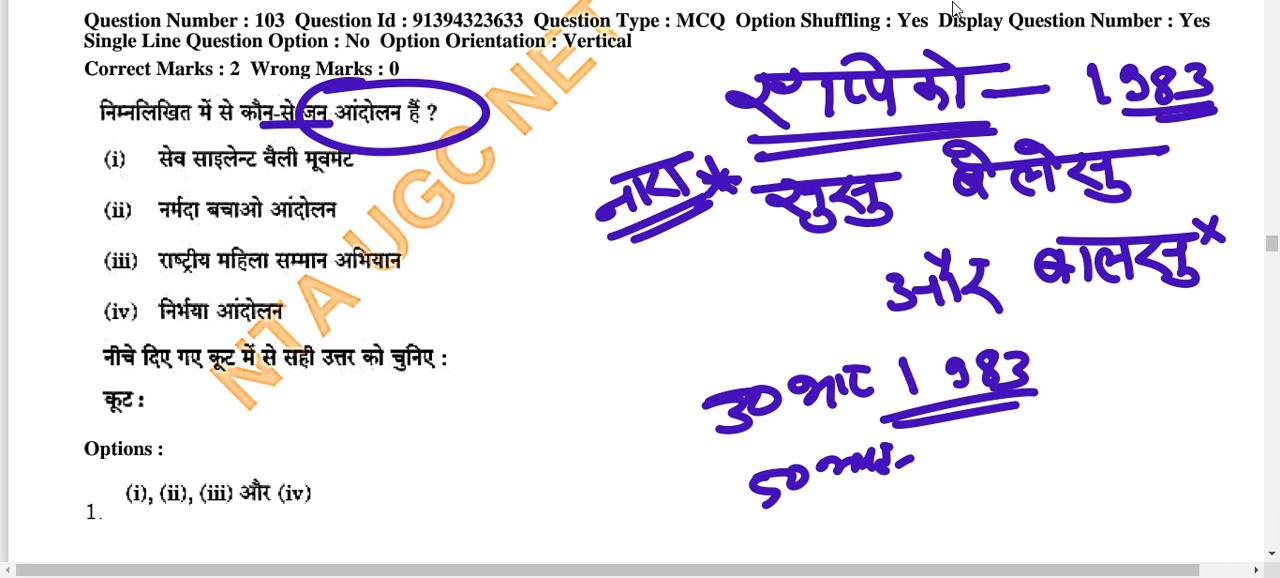 Question Number : 103 Question Id : 91394323633 Question Type : MCQ Option Shuffling : Yes Display Question Number : Yes
Single Line Question Option : No Option Orientation : Vertical
Correct Marks : 2 Wrong Marks : 0
निम्नलिखित में से कौन-से जन आंदोलन हैं ?
(i) सेव साइलेन्ट वैली मूवमेंट
(ii) नर्मदा बचाओ आंदोलन
(iii) राष्ट्रीय महिला सम्मान अभियान
(iv) निर्भया आंदोलन
नीचे दिए गए कूट में से सही उत्तर को चुनिए :
कूट :
Options :
(i), (ii), (iii) और (iv)
1.
NTA UGC NET
1983
नारा सुसु बेलेसु
और बालसु
30 1983
50